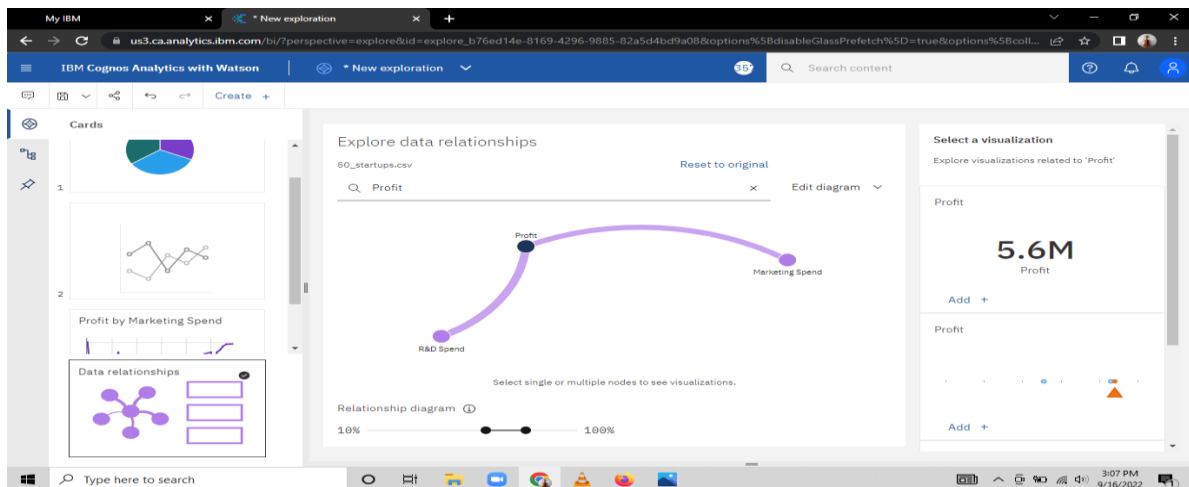 My IBM
* New exploration
us3.ca.analytics.ibm.com/bi/?perspective=explore&id=explore_b76ed14e-8169-4296-9885-82a5d4bd9a08&options%5BdisableGlassPrefetch%5D=true&options%5Bcoll...
IBM Cognos Analytics with Watson
* New exploration
Search content
Create +
Cards
1
2
Profit by Marketing Spend
Data relationships
Explore data relationships
50_startups.csv
Reset to original
Profit
Edit diagram
Profit
Marketing Spend
R&D Spend
Select single or multiple nodes to see visualizations.
Relationship diagram
10%
100%
Select a visualization
Explore visualizations related to 'Profit'
Profit
5.6M
Profit
Add +
Profit
Add +
Type here to search
3:07 PM
9/16/2022